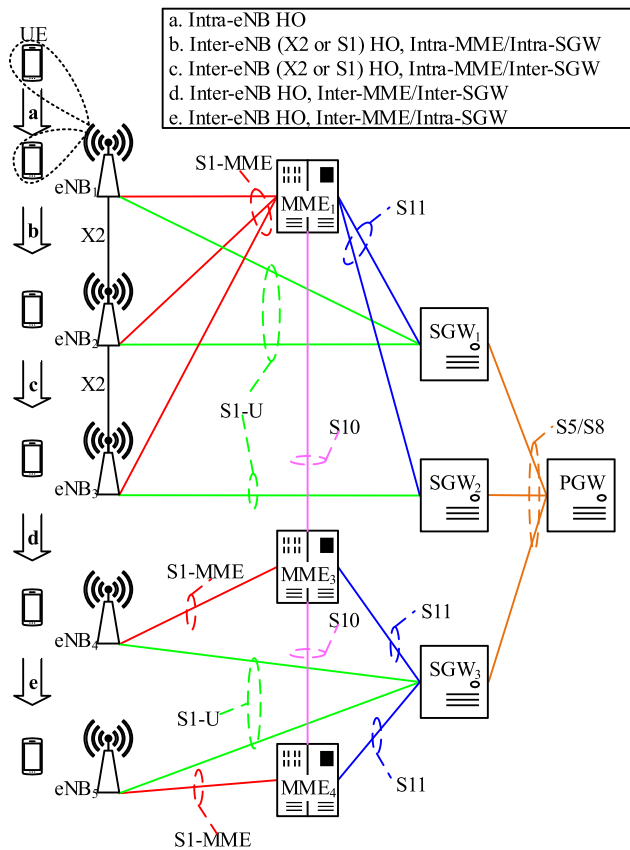 UE
a. Intra-eNB HO
b. Inter-eNB (X2 or S1) HO, Intra-MME/Intra-SGW
c. Inter-eNB (X2 or S1) HO, Intra-MME/Inter-SGW
d. Inter-eNB HO, Inter-MME/Inter-SGW
e. Inter-eNB HO, Inter-MME/Intra-SGW
a
S1-MME
eNB1
MME1
S11
b
X2
SGW1
eNB2
c
X2
S1-U
S10
S5/S8
eNB3
SGW2
PGW
d
S1-MME
MME3
S10
S11
eNB4
SGW3
e
S1-U
eNB5
MME4
S11
S1-MME